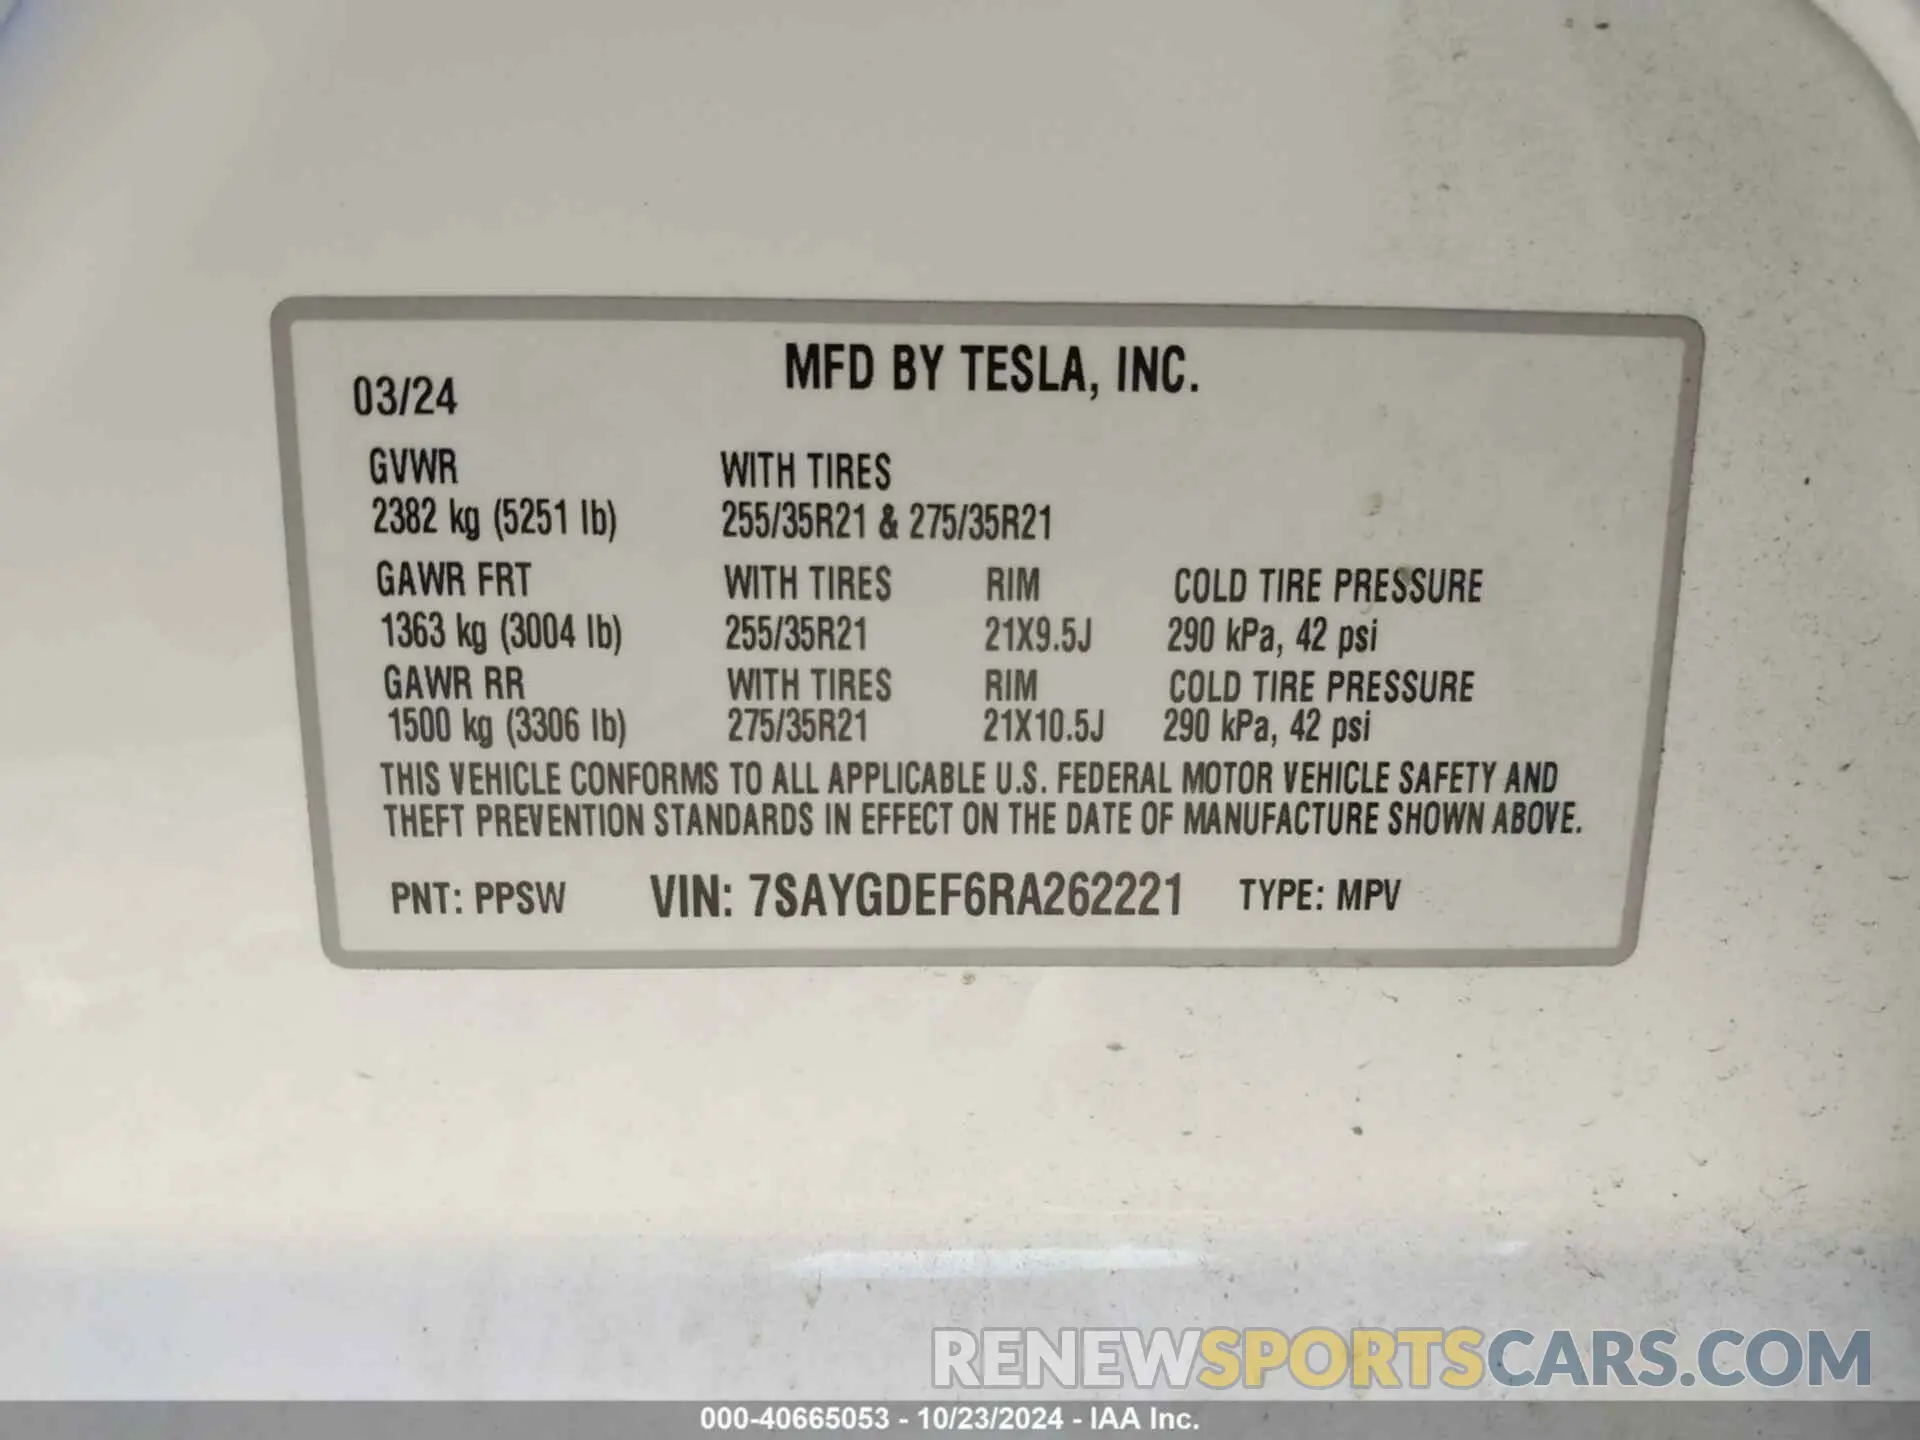 MFD BY TESLA, INC.
03/24
GVWR WITH TIRES
2382 kg (5251 lb) 255/35R21 & 275/35R21
GAWR FRT WITH TIRES RIM COLD TIRE PRESSURE
1363 kg (3004 lb) 255/35R21 21X9.5J 290 kPa, 42 psi
GAWR RR WITH TIRES RIM COLD TIRE PRESSURE
1500 kg (3306 lb) 275/35R21 21X10.5J 290 kPa, 42 psi
THIS VEHICLE CONFORMS TO ALL APPLICABLE U.S. FEDERAL MOTOR VEHICLE SAFETY AND
THEFT PREVENTION STANDARDS IN EFFECT ON THE DATE OF MANUFACTURE SHOWN ABOVE.
PNT: PPSW VIN: 7SAYGDEF6RA262221 TYPE: MPV
RENEWSPORTSCARS.COM
000-40665053 - 10/23/2024 - IAA Inc.